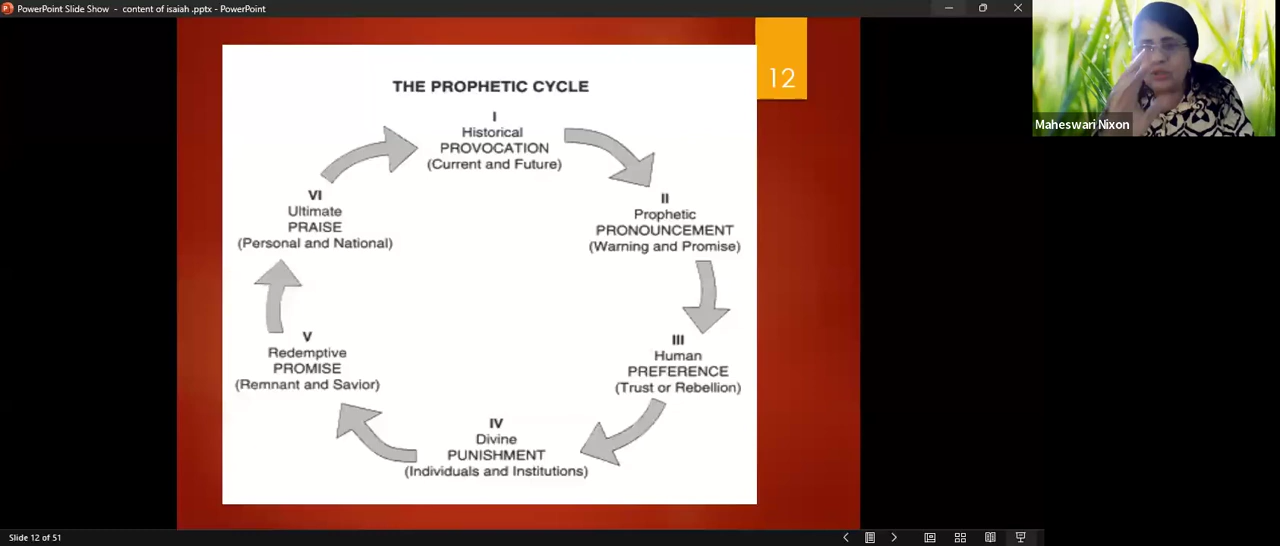 PowerPoint Slide Show - content of isaiah .pptx - PowerPoint
12
THE PROPHETIC CYCLE
I
Historical
PROVOCATION
(Current and Future)
II
Prophetic
PRONOUNCEMENT
(Warning and Promise)
III
Human
PREFERENCE
(Trust or Rebellion)
IV
Divine
PUNISHMENT
(Individuals and Institutions)
V
Redemptive
PROMISE
(Remnant and Savior)
VI
Ultimate
PRAISE
(Personal and National)
Maheswari Nixon
Slide 12 of 51